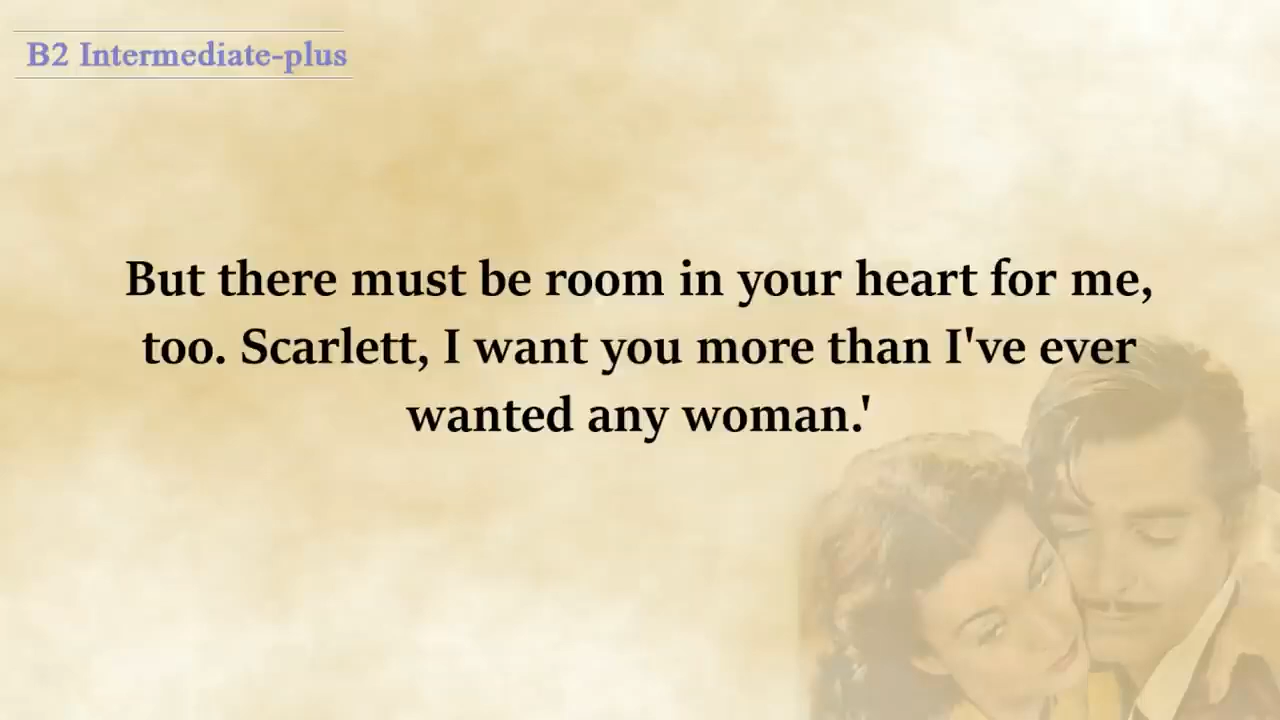 B2 Intermediate-plus
But there must be room in your heart for me,
too. Scarlett, I want you more than I've ever
wanted any woman.'